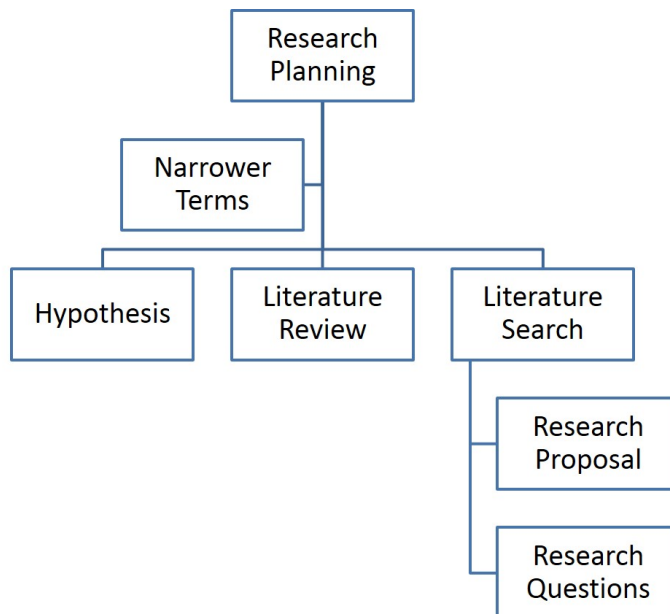 Research
Planning
Narrower
Terms
Hypothesis
Literature
Review
Literature
Search
Research
Proposal
Research
Questions